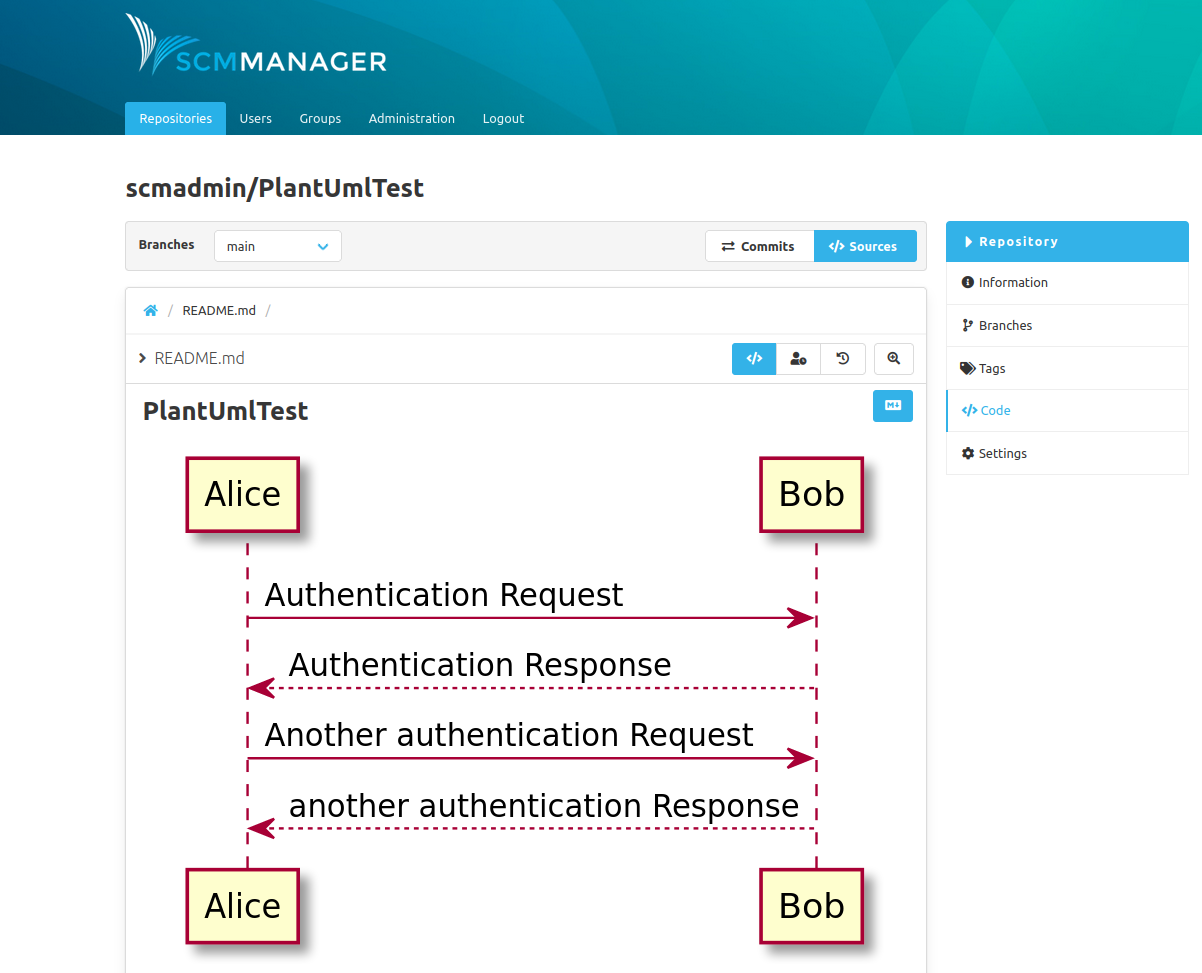 SCMMANAGER
Repositories Users Groups Administration Logout
scmadmin/PlantUmlTest
Branches main Commits Sources
Repository
Information
Branches
Tags
Code
Settings
/ README.md /
README.md
PlantUmlTest
Alice Bob
Authentication Request
Authentication Response
Another authentication Request
another authentication Response
Alice Bob